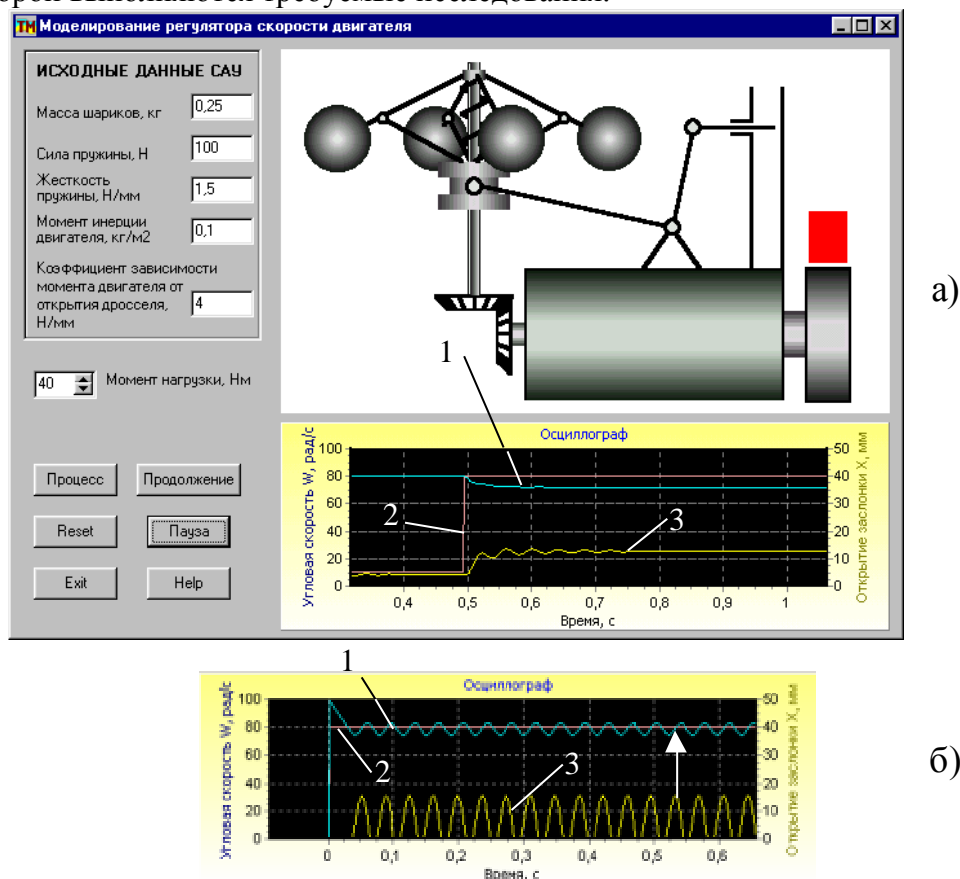 орой выполняются требуемые исследования.
TM Моделирование регулятора скорости двигателя
ИСХОДНЫЕ ДАННЫЕ САУ
Масса шариков, кг 0,25
Сила пружины, Н 100
Жесткость
пружины, Н/мм 1,5
Момент инерции
двигателя, кг/м2 0,1
Коэффициент зависимости
момента двигателя от
открытия дросселя, 4
Н/мм
40 Момент нагрузки, Нм
Процесс Продолжение
Reset Пауза
Exit Help
а)
1
Осциллограф
Угловая скорость W, рад/с
100
80
60
40
20
0
2
3
50
40
30
20
10
0
Открытие заслонки X, мм
0,4 0,5 0,6 0,7 0,8 0,9 1
Время, с
1
Осциллограф
Угловая скорость W, рад/с
100
80
60
40
20
0
2
3
50
40
30
20
10
0
Открытие заслонки X, мм
0 0,1 0,2 0,3 0,4 0,5 0,6
Время, с
б)